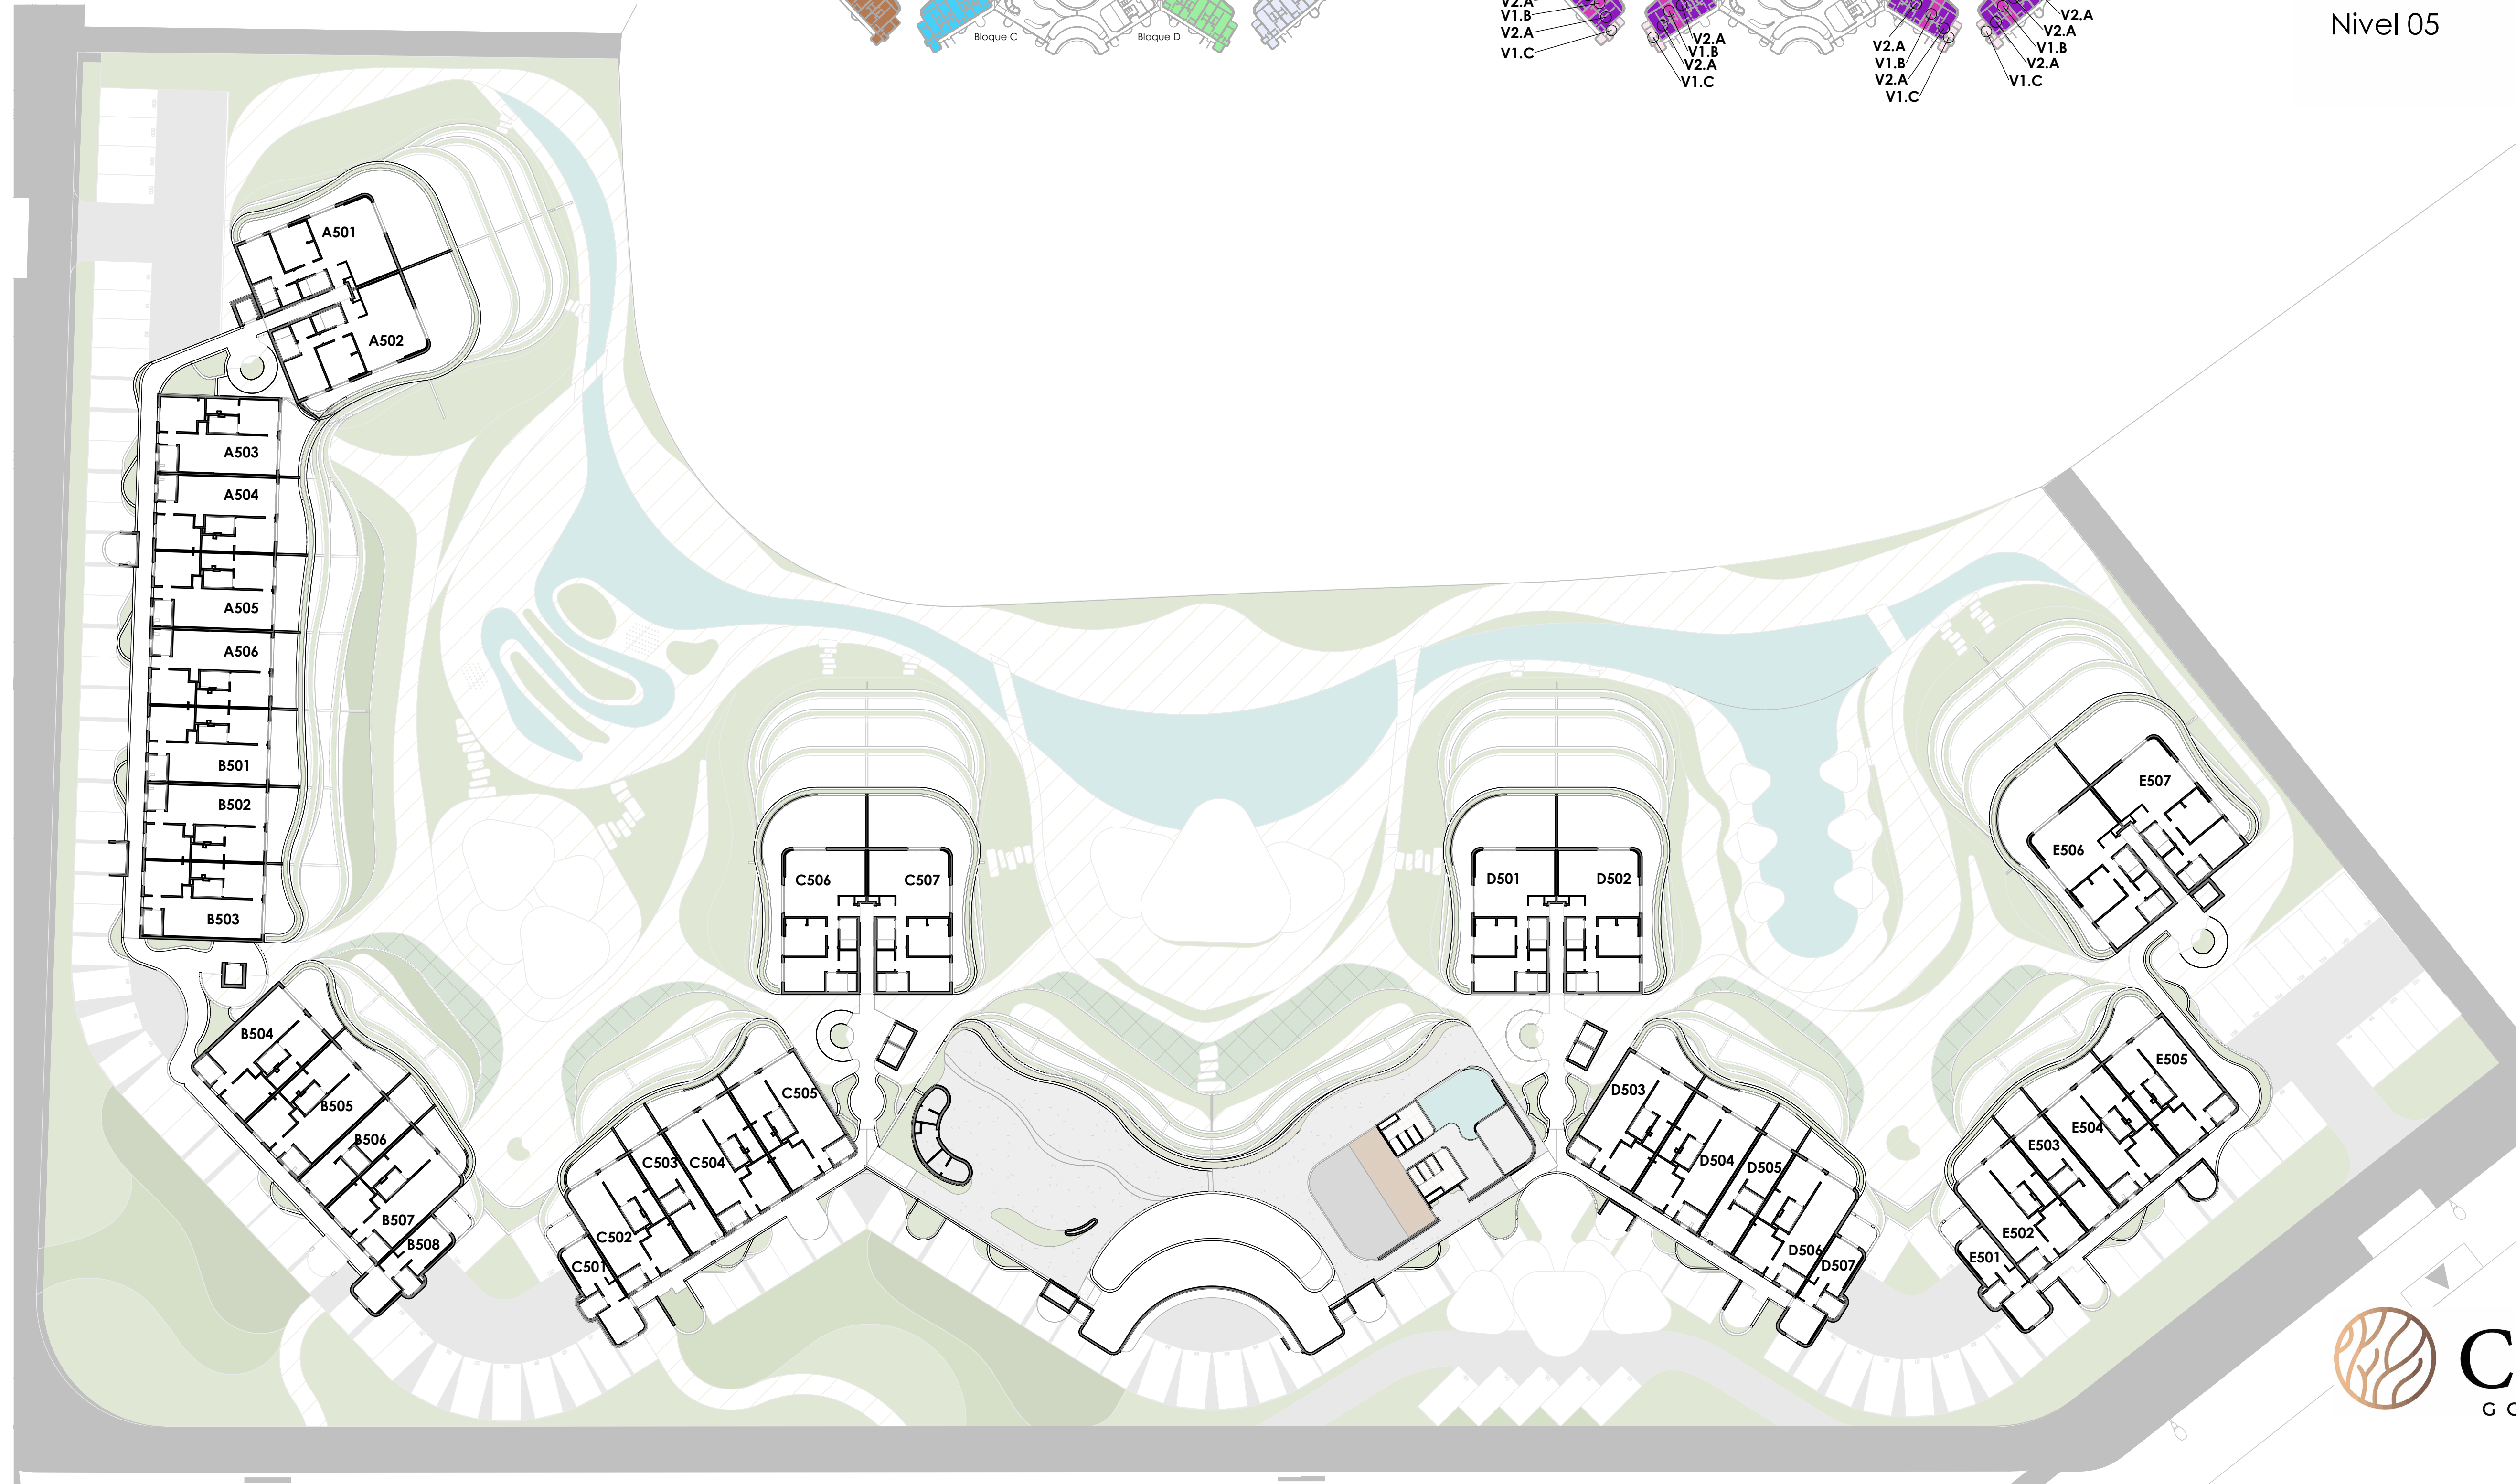 V2.A
V1.B
V2.A
V1.C
Bloque C
Bloque D
V2.A
V1.B
V2.A
V1.C
V2.A
V1.B
V2.A
V1.C
V2.A
V2.A
V1.B
V2.A
V1.C
Nivel 05
A501
A502
A503
A504
A505
A506
B501
B502
B503
B504
B505
B506
B507
B508
C501
C502
C503
C504
C505
C506
C507
D501
D502
D503
D504
D505
D506
D507
E501
E502
E503
E504
E505
E506
E507